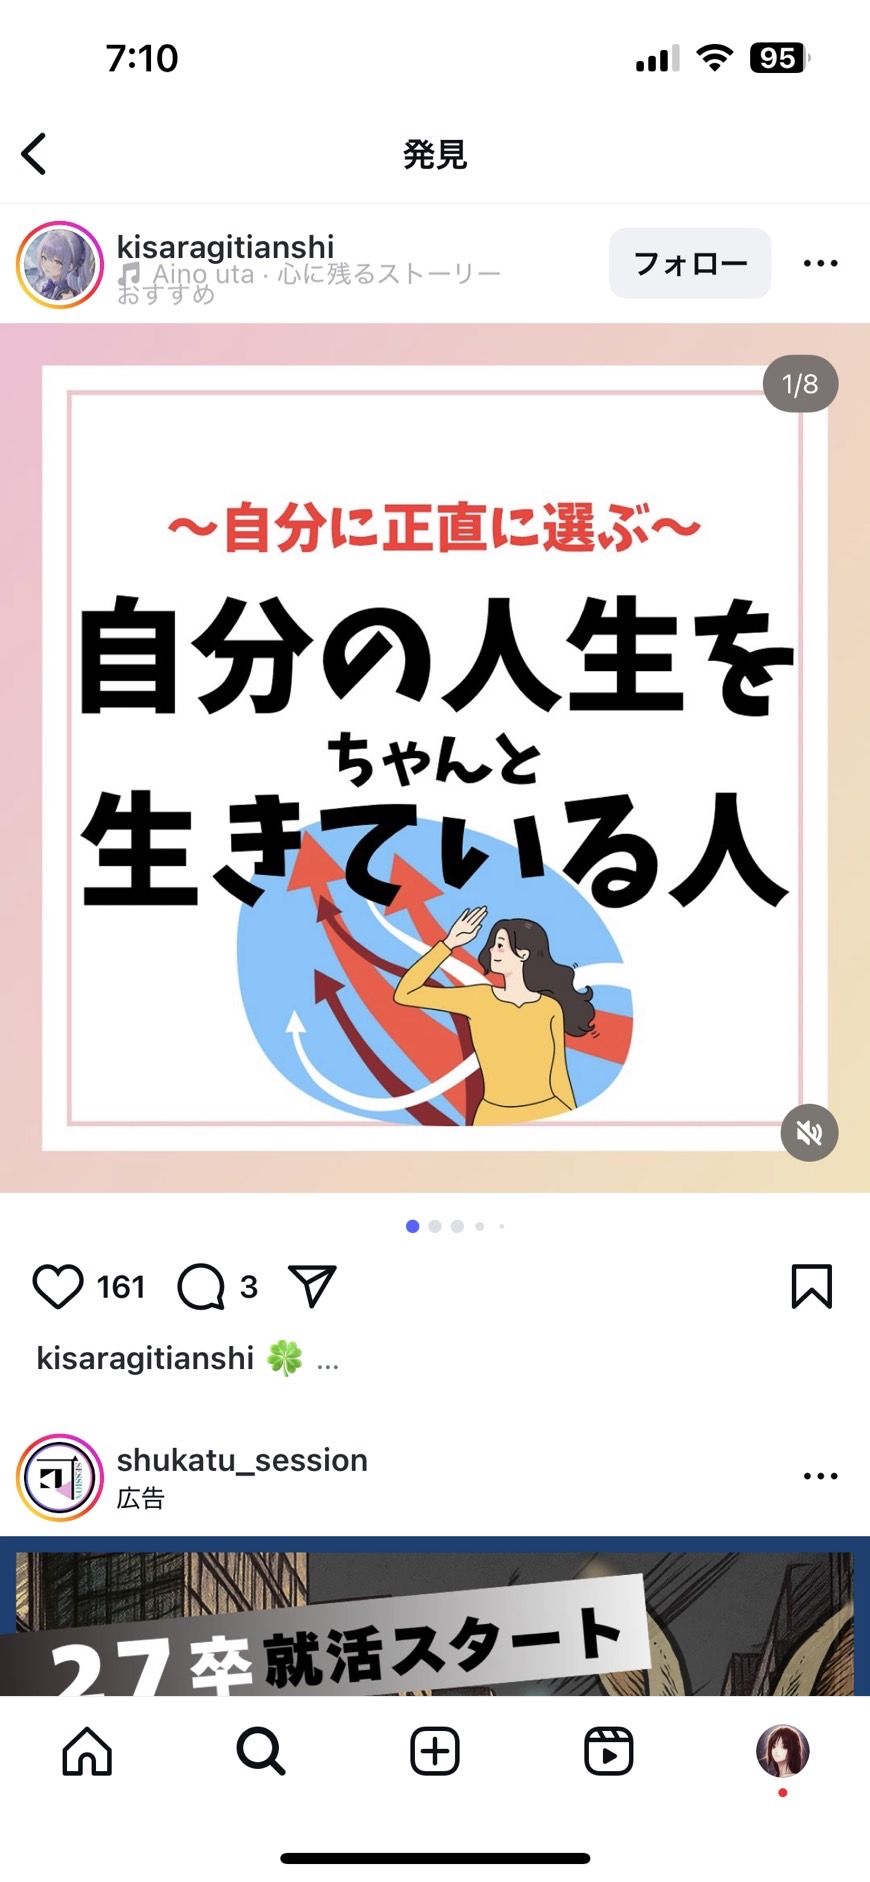 7:10
95
発見
kisaragitianshi
Aino uta · 心に残るストーリー
おすすめ
フォロー
1/8
〜自分に正直に選ぶ〜
自分の人生を
ちゃんと
生きている人
161
3
kisaragitianshi 🍀 ...
shukatu_session
広告
SESSION
27卒就活スタート